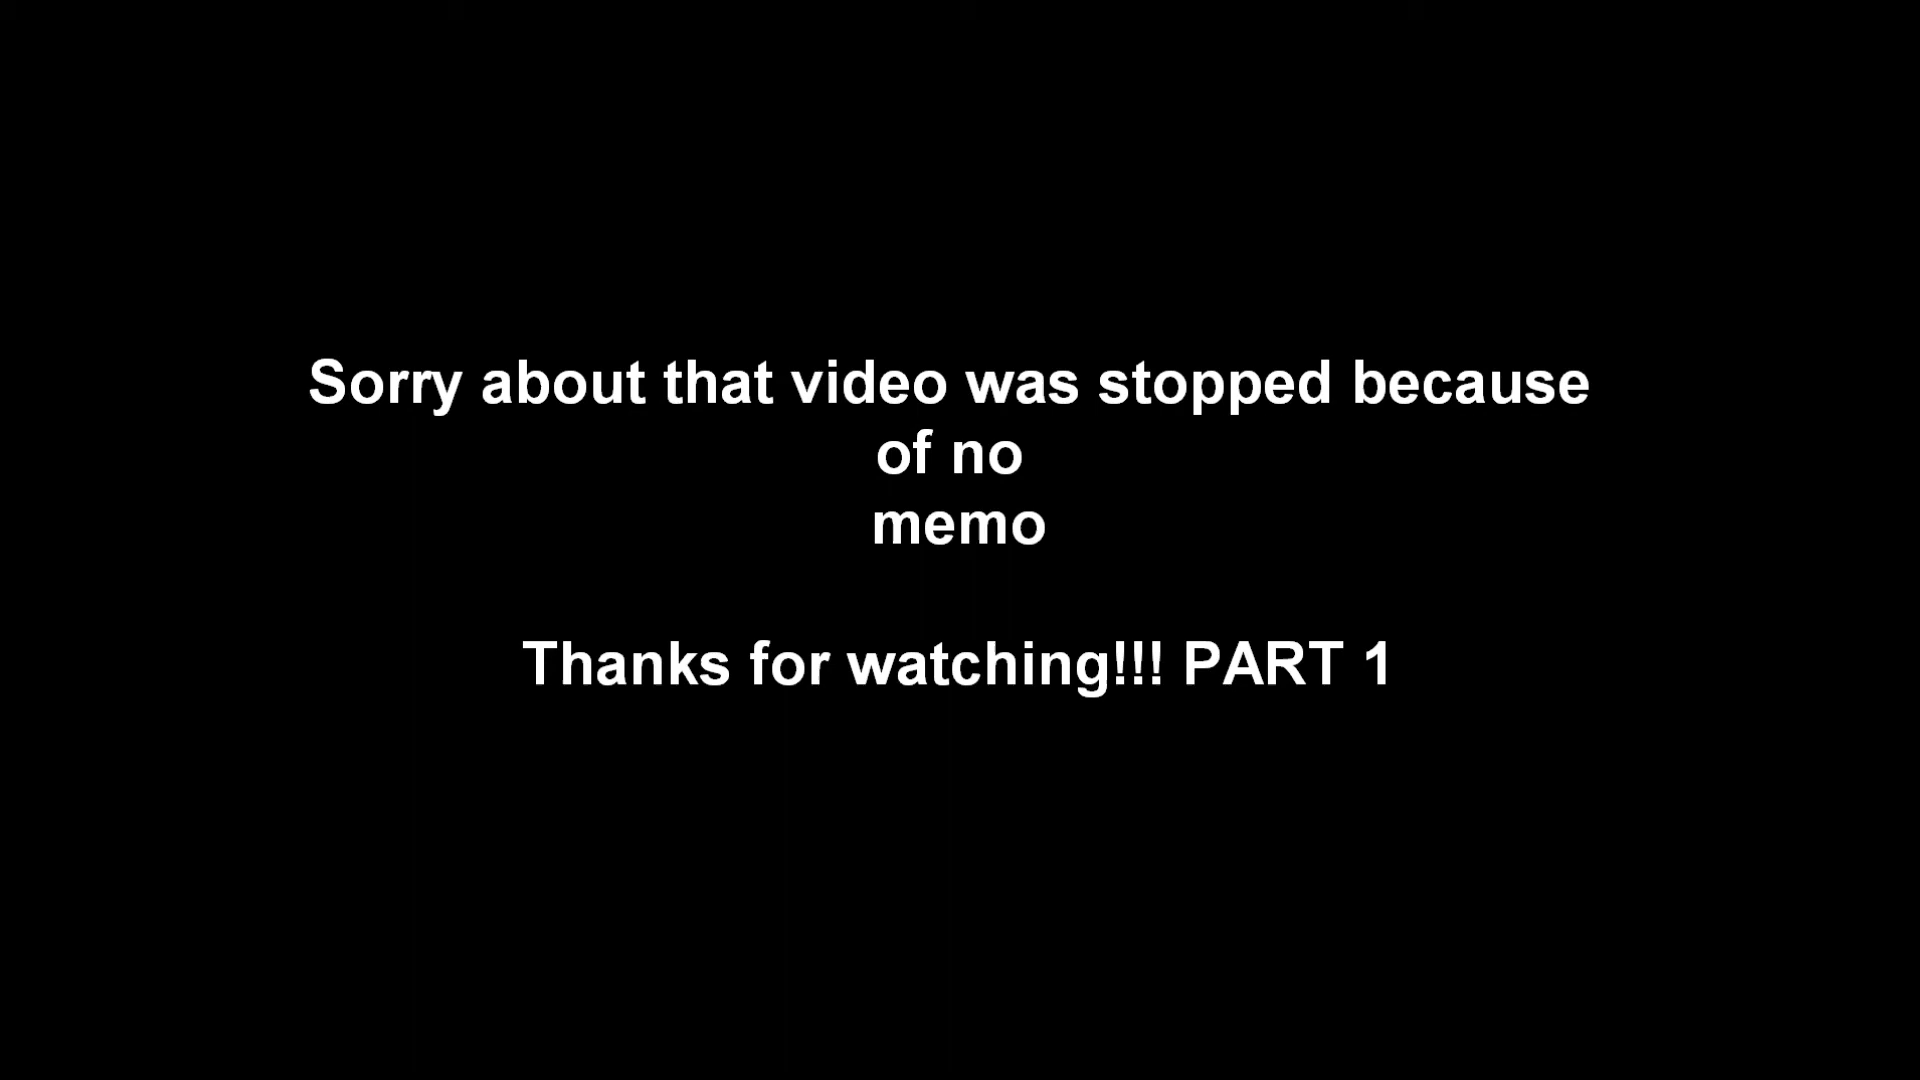 Sorry about that video was stopped because
of no
memo
Thanks for watching!!! PART 1